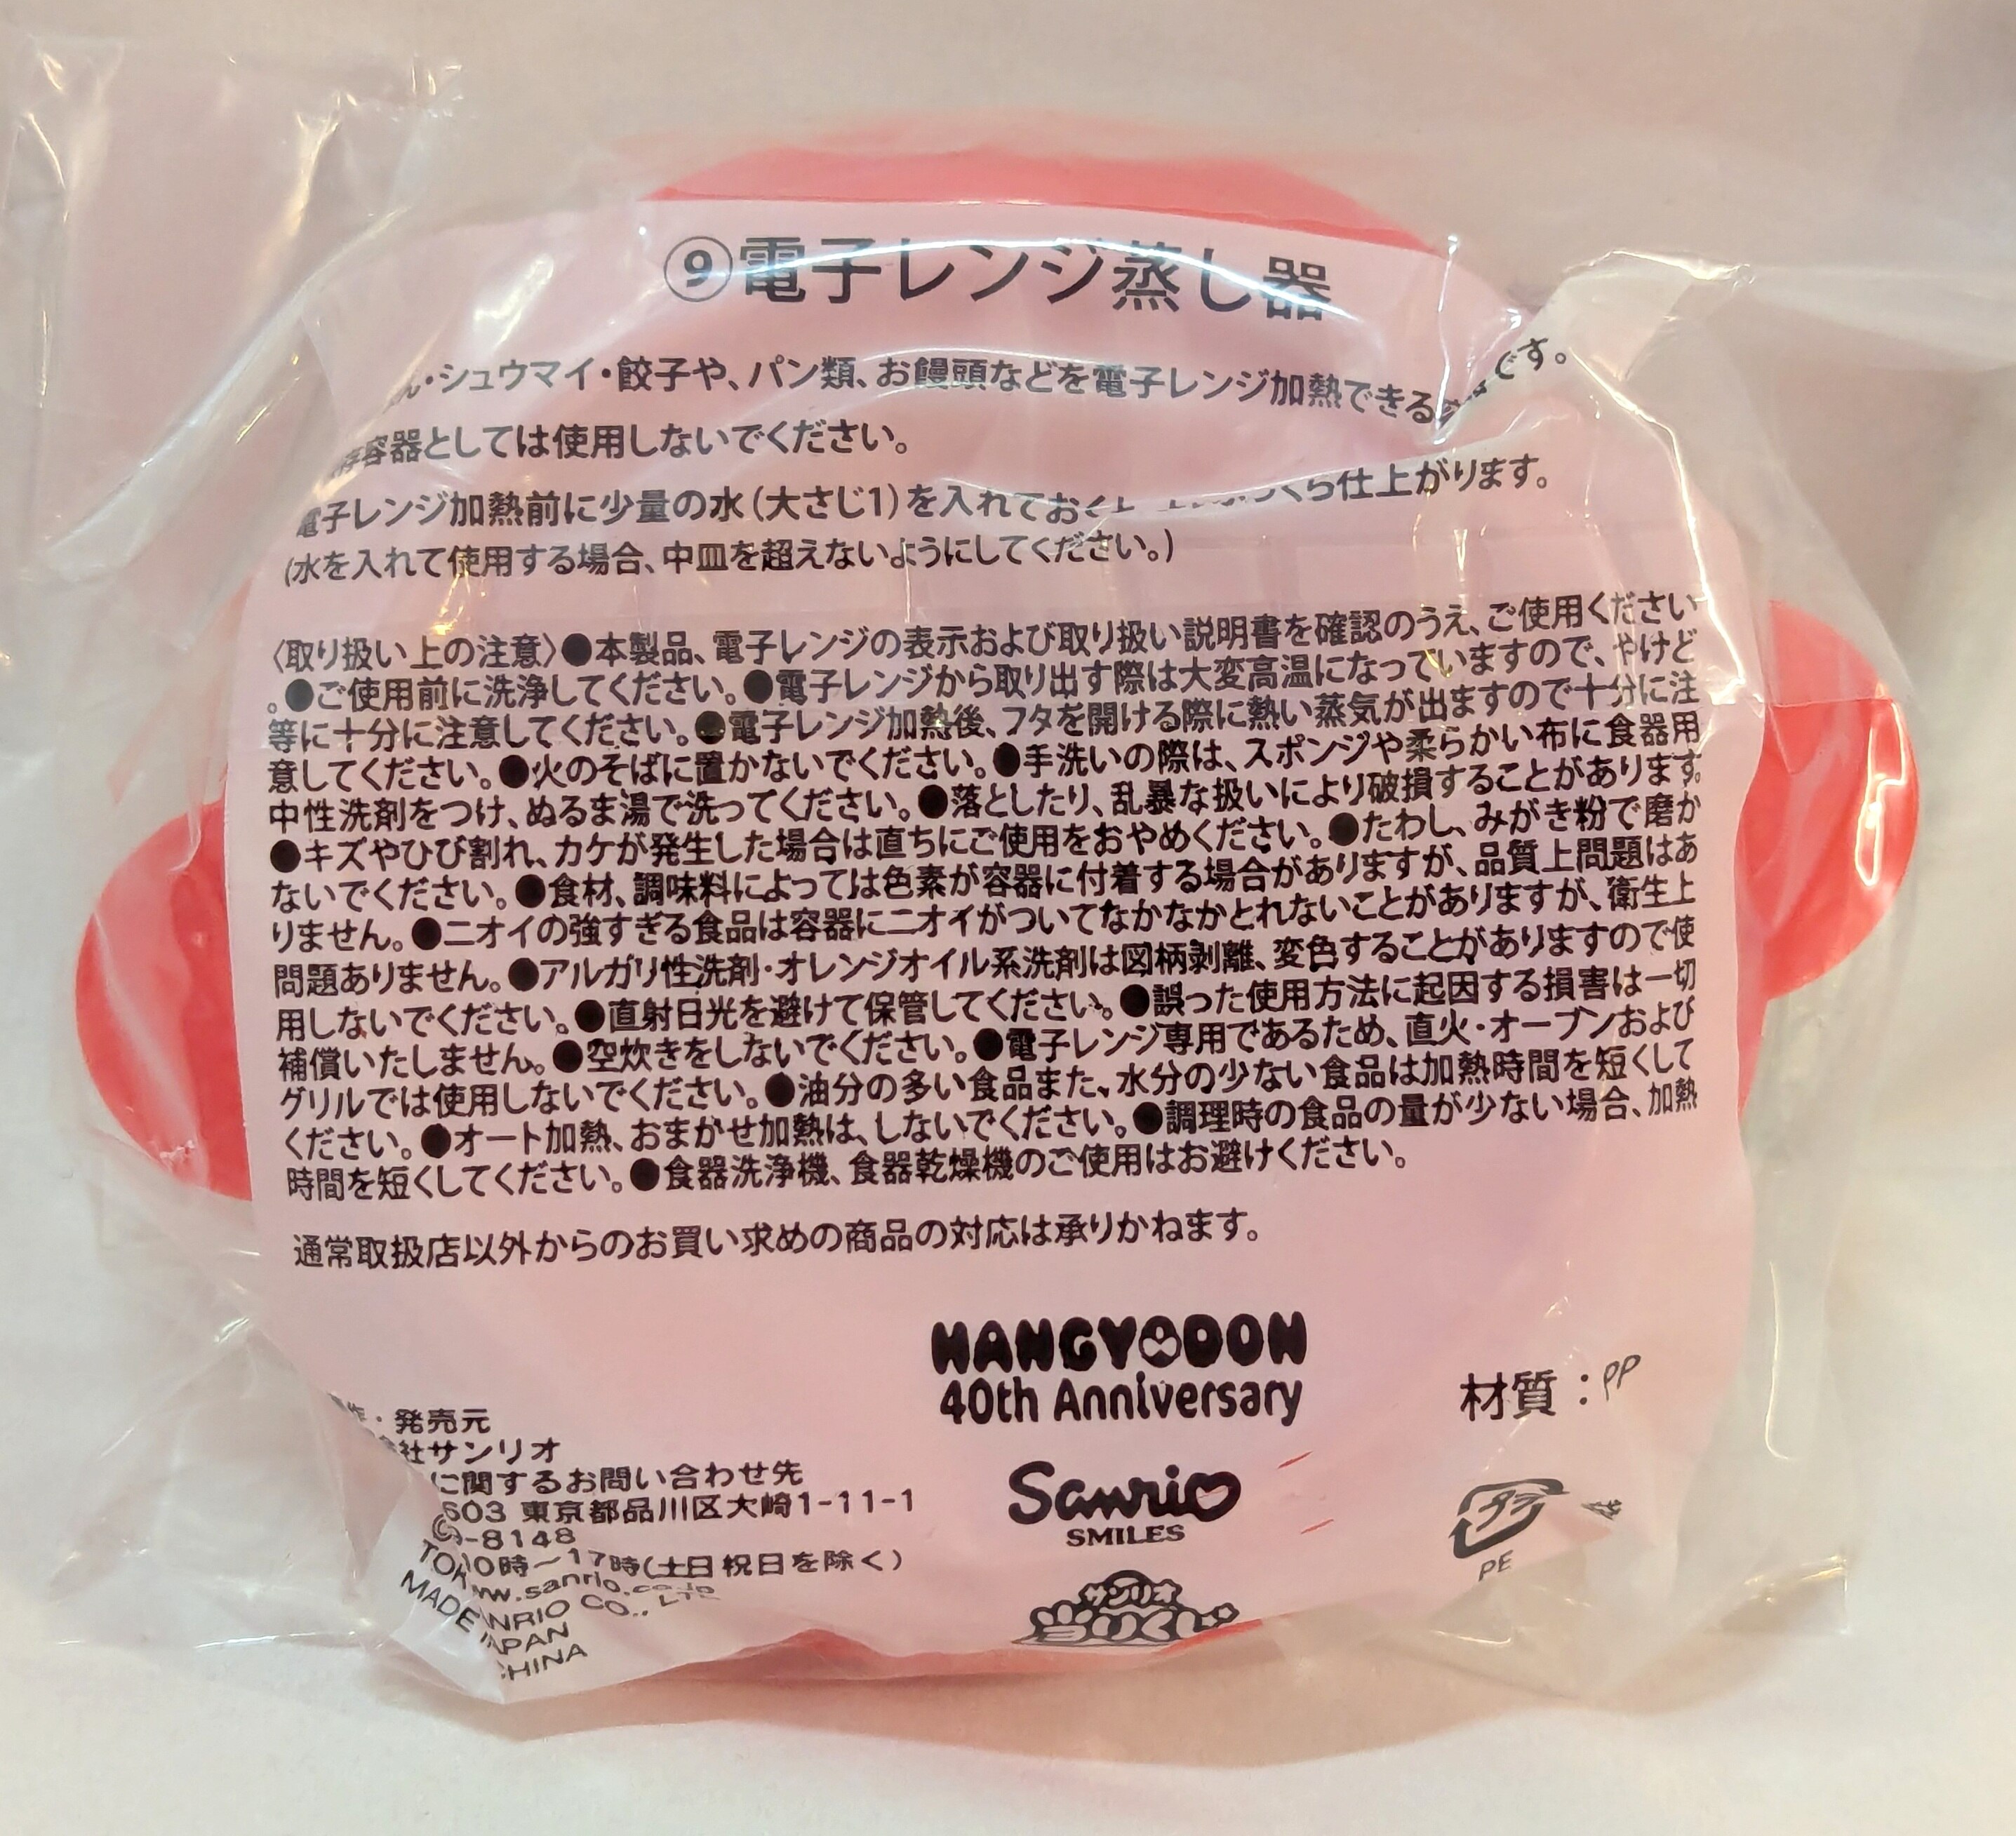 ⑨電子レンジ蒸し器
ん・シュウマイ・餃子や、パン類、お饅頭などを電子レンジ加熱できる です。
存容器としては使用しないでください。
電子レンジ加熱前に少量の水(大さじ1)を入れておくと くら仕上がります。
(水を入れて使用する場合、中皿を超えないようにしてください。)
〈取り扱い上の注意〉●本製品、電子レンジの表示および取り扱い説明書を確認のうえ、ご使用ください
。●ご使用前に洗浄してください。●電子レンジから取り出す際は大変高温になっていますので、やけど
等に十分に注意してください。●電子レンジ加熱後、フタを開ける際に熱い蒸気が出ますので十分に注
意してください。●火のそばに置かないでください。●手洗いの際は、スポンジや柔らかい布に食器用
中性洗剤をつけ、ぬるま湯で洗ってください。●落としたり、乱暴な扱いにより破損することがあります。
●キズやひび割れ、カケが発生した場合は直ちにご使用をおやめください。●たわし、みがき粉で磨か
ないでください。●食材、調味料によっては色素が容器に付着する場合がありますが、品質上問題はあ
りません。●ニオイの強すぎる食品は容器にニオイがついてなかなかとれないことがありますが、衛生上
問題ありません。●アルガリ性洗剤・オレンジオイル系洗剤は図柄剥離、変色することがありますので使
用しないでください。●直射日光を避けて保管してください。●誤った使用方法に起因する損害は一切
補償いたしません。●空炊きをしないでください。●電子レンジ専用であるため、直火・オーブンおよび
グリルでは使用しないでください。●油分の多い食品また、水分の少ない食品は加熱時間を短くして
ください。●オート加熱、おまかせ加熱は、しないでください。●調理時の食品の量が少ない場合、加熱
時間を短くしてください。●食器洗浄機、食器乾燥機のご使用はお避けください。
通常取扱店以外からのお買い求めの商品の対応は承りかねます。
HANGYODON
40th Anniversary
材質：PP
Sanrio
SMILES
サンリオ
当りくじ
プラ
PE
作・発売元
社サンリオ
に関するお問い合わせ先
603 東京都品川区大崎1-11-1
-8148
10時〜17時(土日祝日を除く)
ww.sanrio.co.jp
©
NRIO CO., LTD.
TOK
APAN
MADE
CHINA